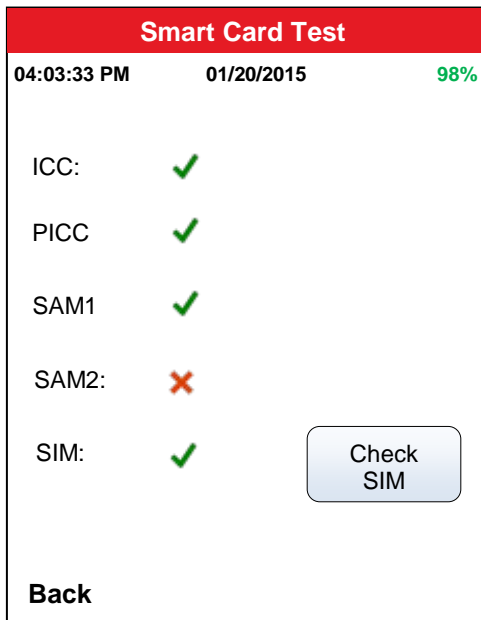 Smart Card Test
04:03:33 PM 01/20/2015 98%
ICC:
PICC
SAM1
SAM2:
SIM:
Check
SIM
Back